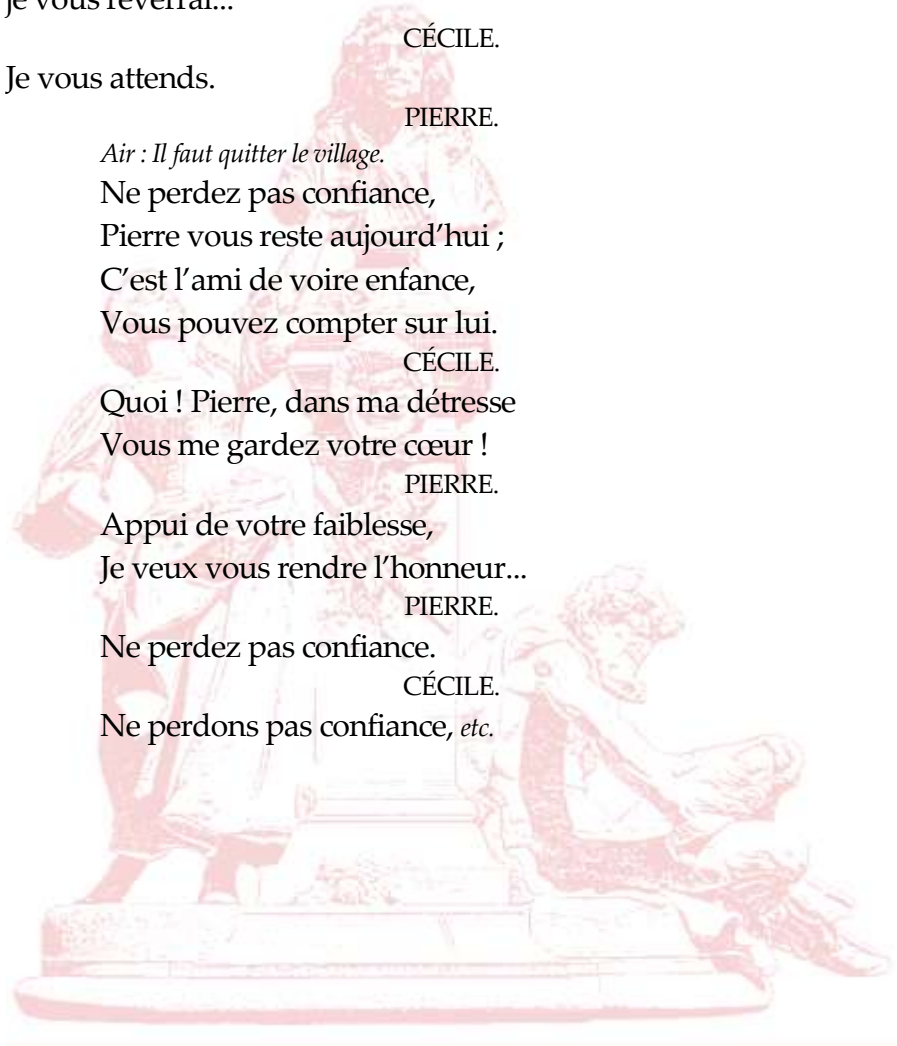 je vous reverrai...
CÉCILE.
Je vous attends.
PIERRE.
Air : Il faut quitter le village.
Ne perdez pas confiance,
Pierre vous reste aujourd’hui ;
C’est l’ami de voire enfance,
Vous pouvez compter sur lui.
CÉCILE.
Quoi ! Pierre, dans ma détresse
Vous me gardez votre cœur !
PIERRE.
Appui de votre faiblesse,
Je veux vous rendre l’honneur...
PIERRE.
Ne perdez pas confiance.
CÉCILE.
Ne perdons pas confiance, etc.